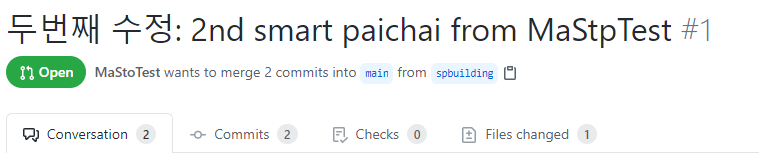 두번째 수정: 2nd smart paichai from MaStpTest #1
Open MaStoTest wants to merge 2 commits into main from spbuilding
Conversation 2 Commits 2 Checks 0 Files changed 1